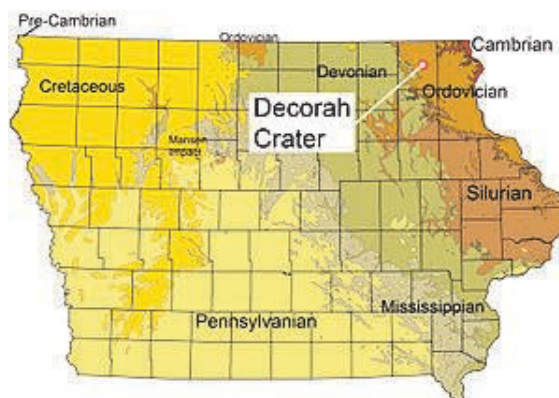 Pre-Cambrian
Ordovician
Cambrian
Devonian
Cretaceous
Ordovician
Decorah
Crater
Manson
Impact
Silurian
Mississippian
Pennsylvanian